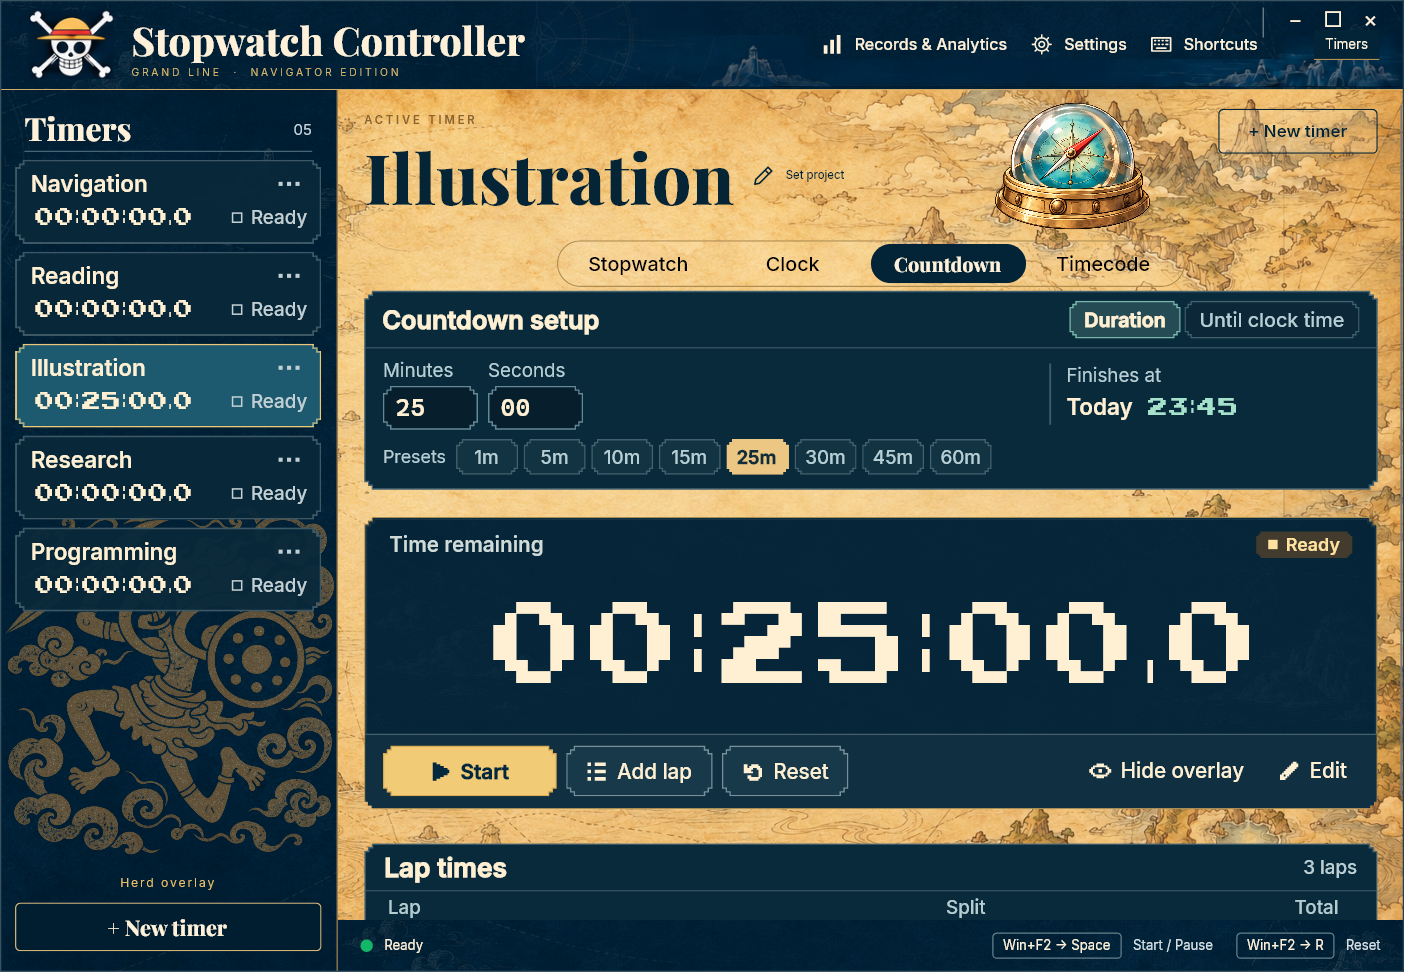 Stopwatch Controller
GRAND LINE · NAVIGATOR EDITION
Records & Analytics
Settings
Shortcuts
Timers
Timers
05
Navigation
00:00:00.0
Ready
Reading
00:00:00.0
Ready
Illustration
00:25:00.0
Ready
Research
00:00:00.0
Ready
Programming
00:00:00.0
Ready
Herd overlay
+ New timer
ACTIVE TIMER
Illustration
Set project
+ New timer
Stopwatch
Clock
Countdown
Timecode
Countdown setup
Duration
Until clock time
Minutes
Seconds
25
00
Finishes at
Today 23:45
Presets
1m
5m
10m
15m
25m
30m
45m
60m
Time remaining
Ready
00:25:00.0
Start
Add lap
Reset
Hide overlay
Edit
Lap times
3 laps
Lap
Split
Total
Ready
Win+F2 → Space
Start / Pause
Win+F2 → R
Reset